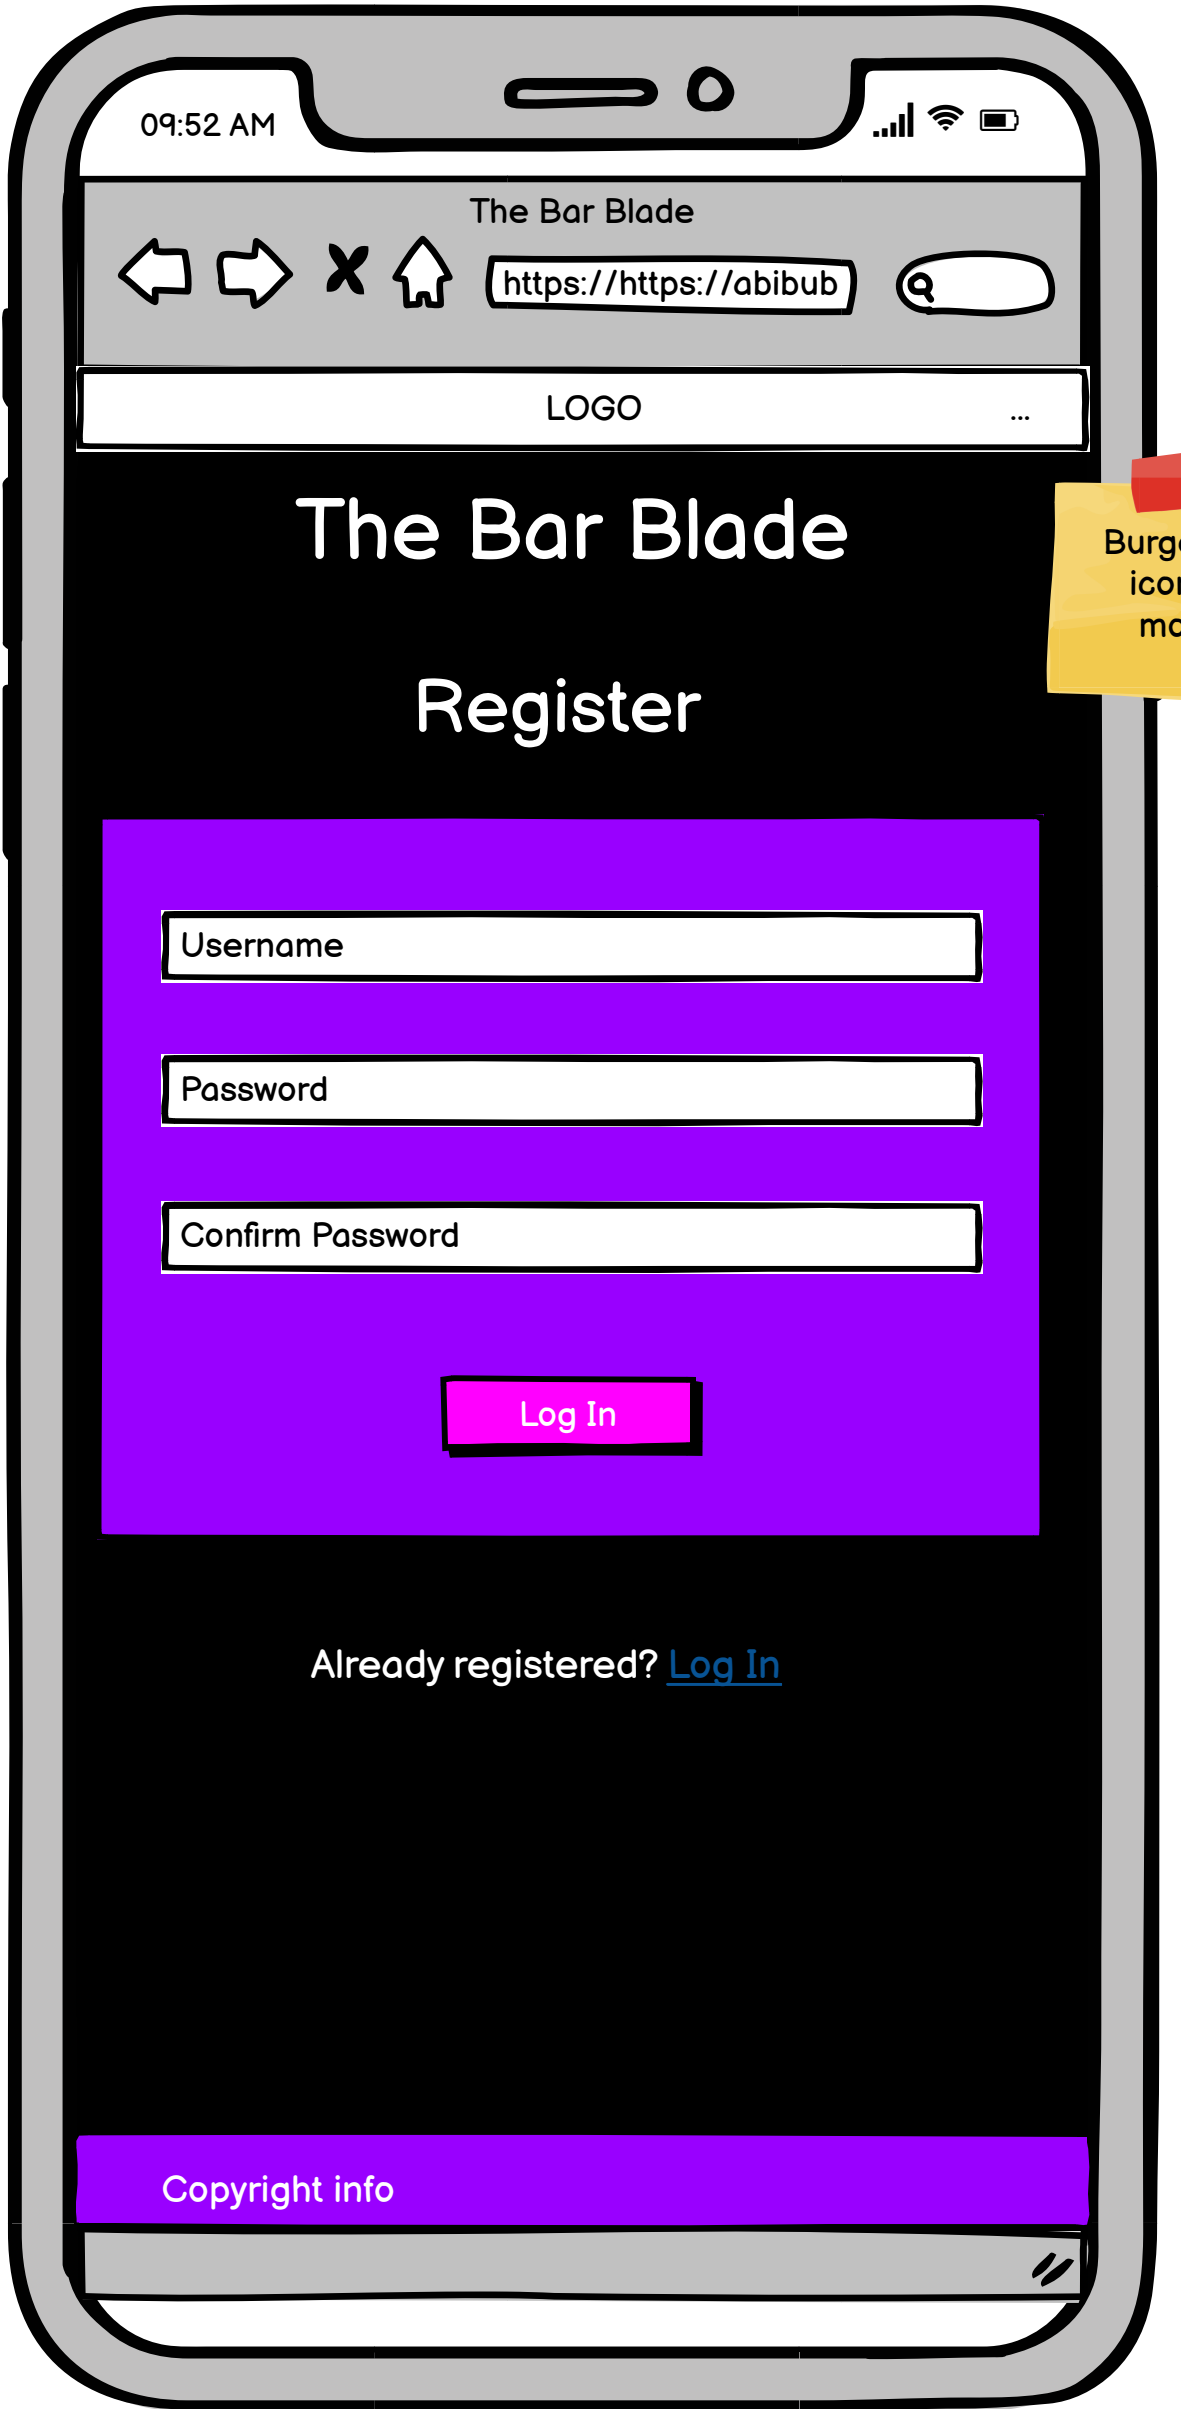 09:52 AM
The Bar Blade
https://https://abibub
LOGO
...
The Bar Blade
Register
Username
Password
Confirm Password
Log In
Already registered? Log In
Copyright info